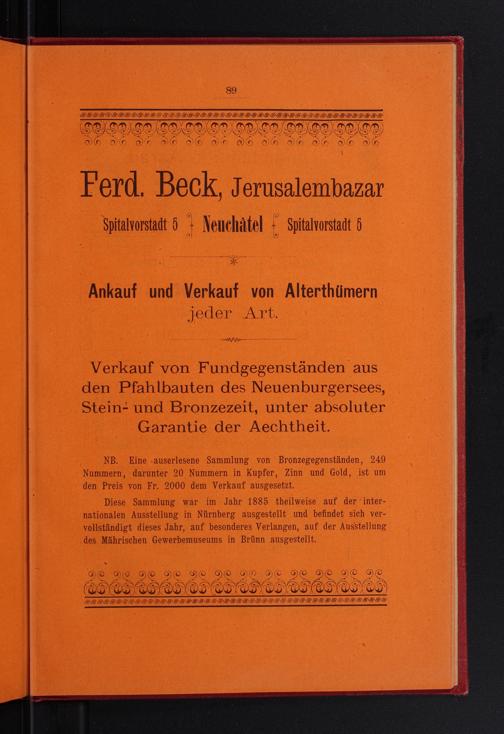 89
Ferd. Beck, Jerusalembazar
Spitalvorstadt 5 Neuchâtel Spitalvorstadt 5
Ankauf und Verkauf von Alterthümern
jeder Art.
Verkauf von Fundgegenständen aus
den Pfahlbauten des Neuenburgersees,
Stein- und Bronzezeit, unter absoluter
Garantie der Aechtheit.
NB. Eine auserlesene Sammlung von Bronzegegenständen, 249
Nummern, darunter 20 Nummern in Kupfer, Zinn und Gold, ist um
den Preis von Fr. 2000 dem Verkauf ausgesetzt.
Diese Sammlung war im Jahr 1885 theilweise auf der inter-
nationalen Ausstellung in Nürnberg ausgestellt und befindet sich ver-
vollständigt dieses Jahr, auf besonderes Verlangen, auf der Ausstellung
des Mährischen Gewerbemuseums in Brünn ausgestellt.